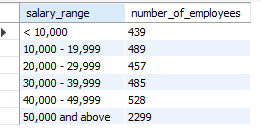 salary_range number_of_employees
< 10,000 439
10,000 - 19,999 489
20,000 - 29,999 457
30,000 - 39,999 485
40,000 - 49,999 528
50,000 and above 2299